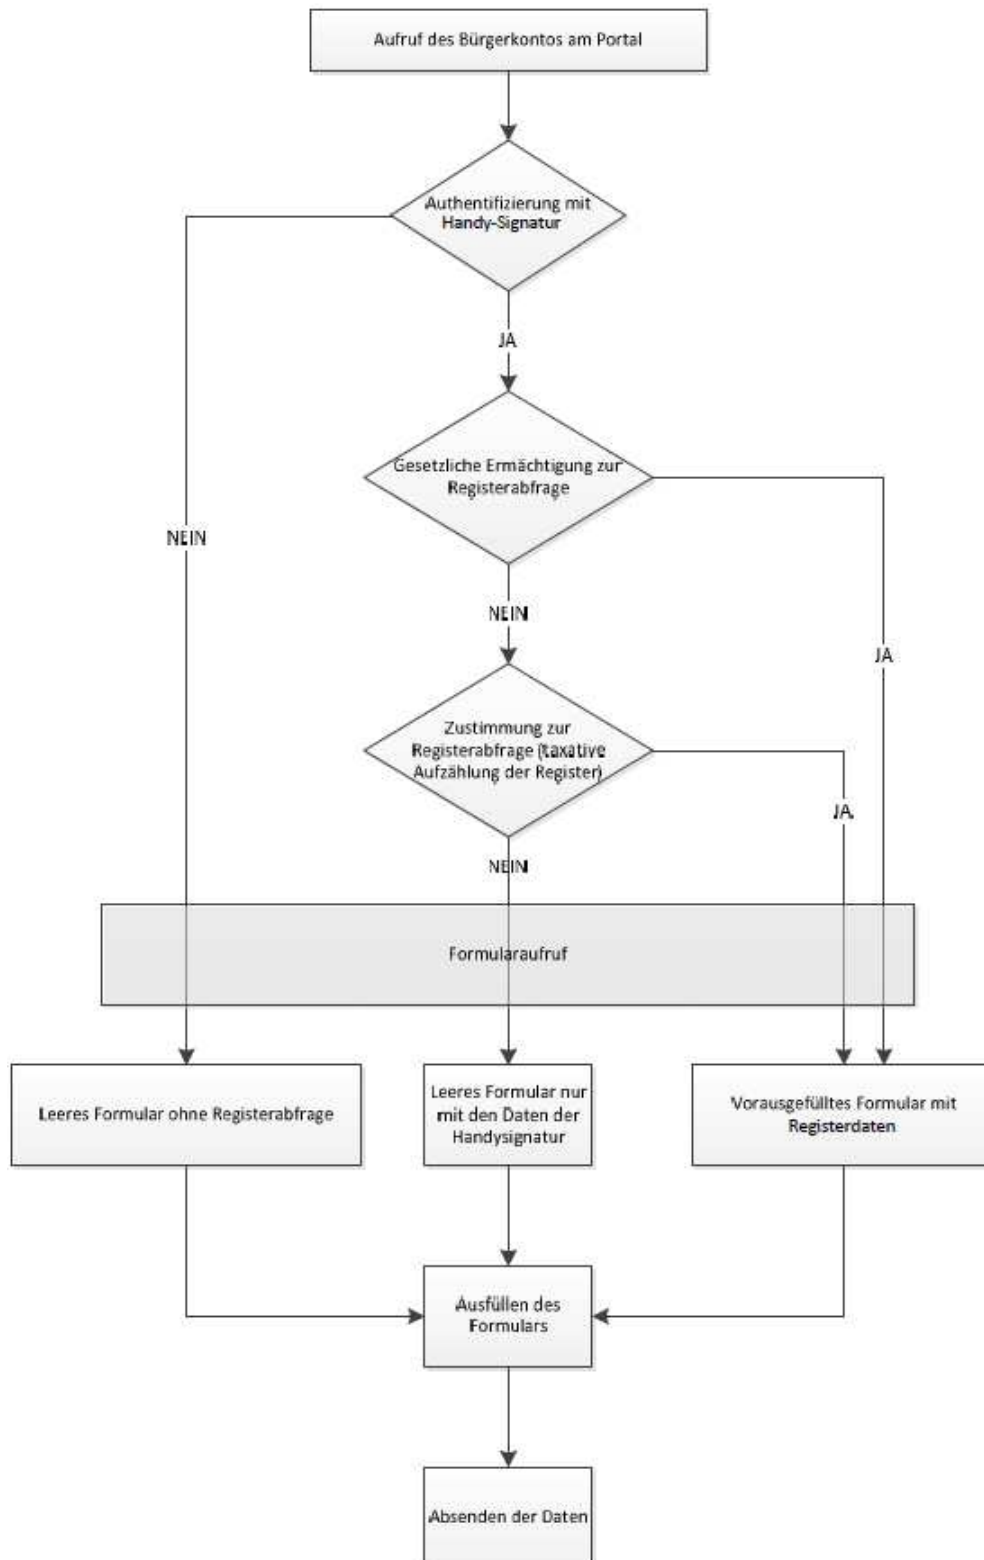 Aufruf des Bürgerkontos am Portal
Authentifizierung mit
Handy-Signatur
JA
Gesetzliche Ermächtigung zur
Registerabfrage
NEIN
NEIN
JA
Zustimmung zur
Registerabfrage (taxative
Aufzählung der Register)
JA
NEIN
Formularaufruf
Leeres Formular ohne Registerabfrage
Leeres Formular nur
mit den Daten der
Handysignatur
Vorausgefülltes Formular mit
Registerdaten
Ausfüllen des
Formulars
Absenden der Daten